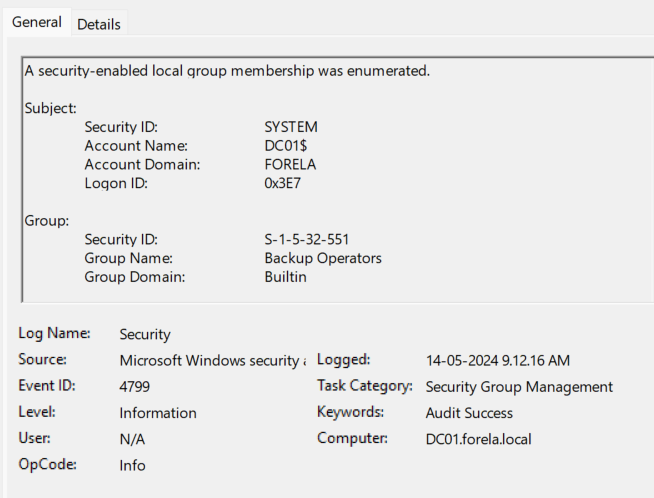 General Details
A security-enabled local group membership was enumerated.
Subject:
Security ID: SYSTEM
Account Name: DC01$
Account Domain: FORELA
Logon ID: 0x3E7
Group:
Security ID: S-1-5-32-551
Group Name: Backup Operators
Group Domain: Builtin
Log Name: Security
Source: Microsoft Windows security Logged: 14-05-2024 9.12.16 AM
Event ID: 4799 Task Category: Security Group Management
Level: Information Keywords: Audit Success
User: N/A Computer: DC01.forela.local
OpCode: Info